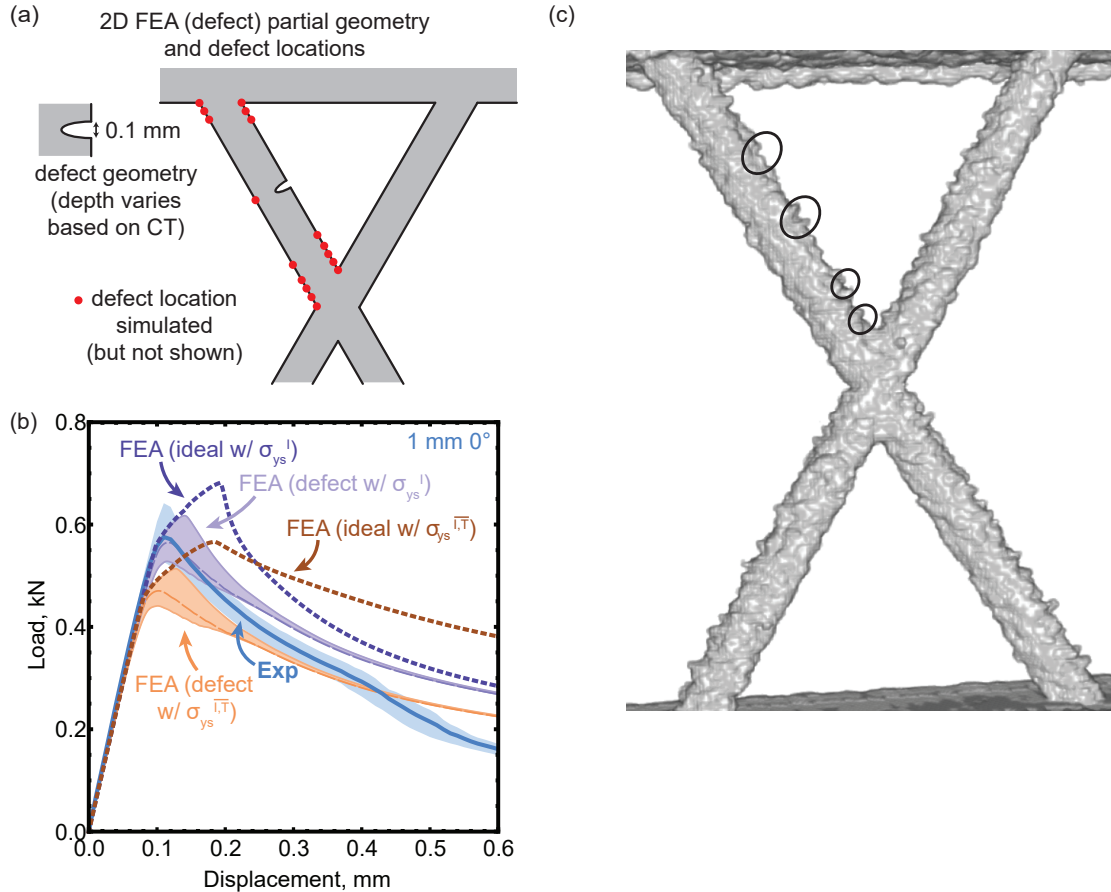 (a)
2D FEA (defect) partial geometry
and defect locations
0.1 mm
defect geometry
(depth varies
based on CT)
defect location
simulated
(but not shown)
(b)
0.8
0.6
0.4
0.2
0.0
Load, kN
1 mm 0°
FEA (ideal w/ σys^I)
FEA (defect w/ σys^I)
FEA (ideal w/ σys^I,T̅)
Exp
FEA (defect
w/ σys^I,T̅)
0.0 0.1 0.2 0.3 0.4 0.5 0.6
Displacement, mm
(c)